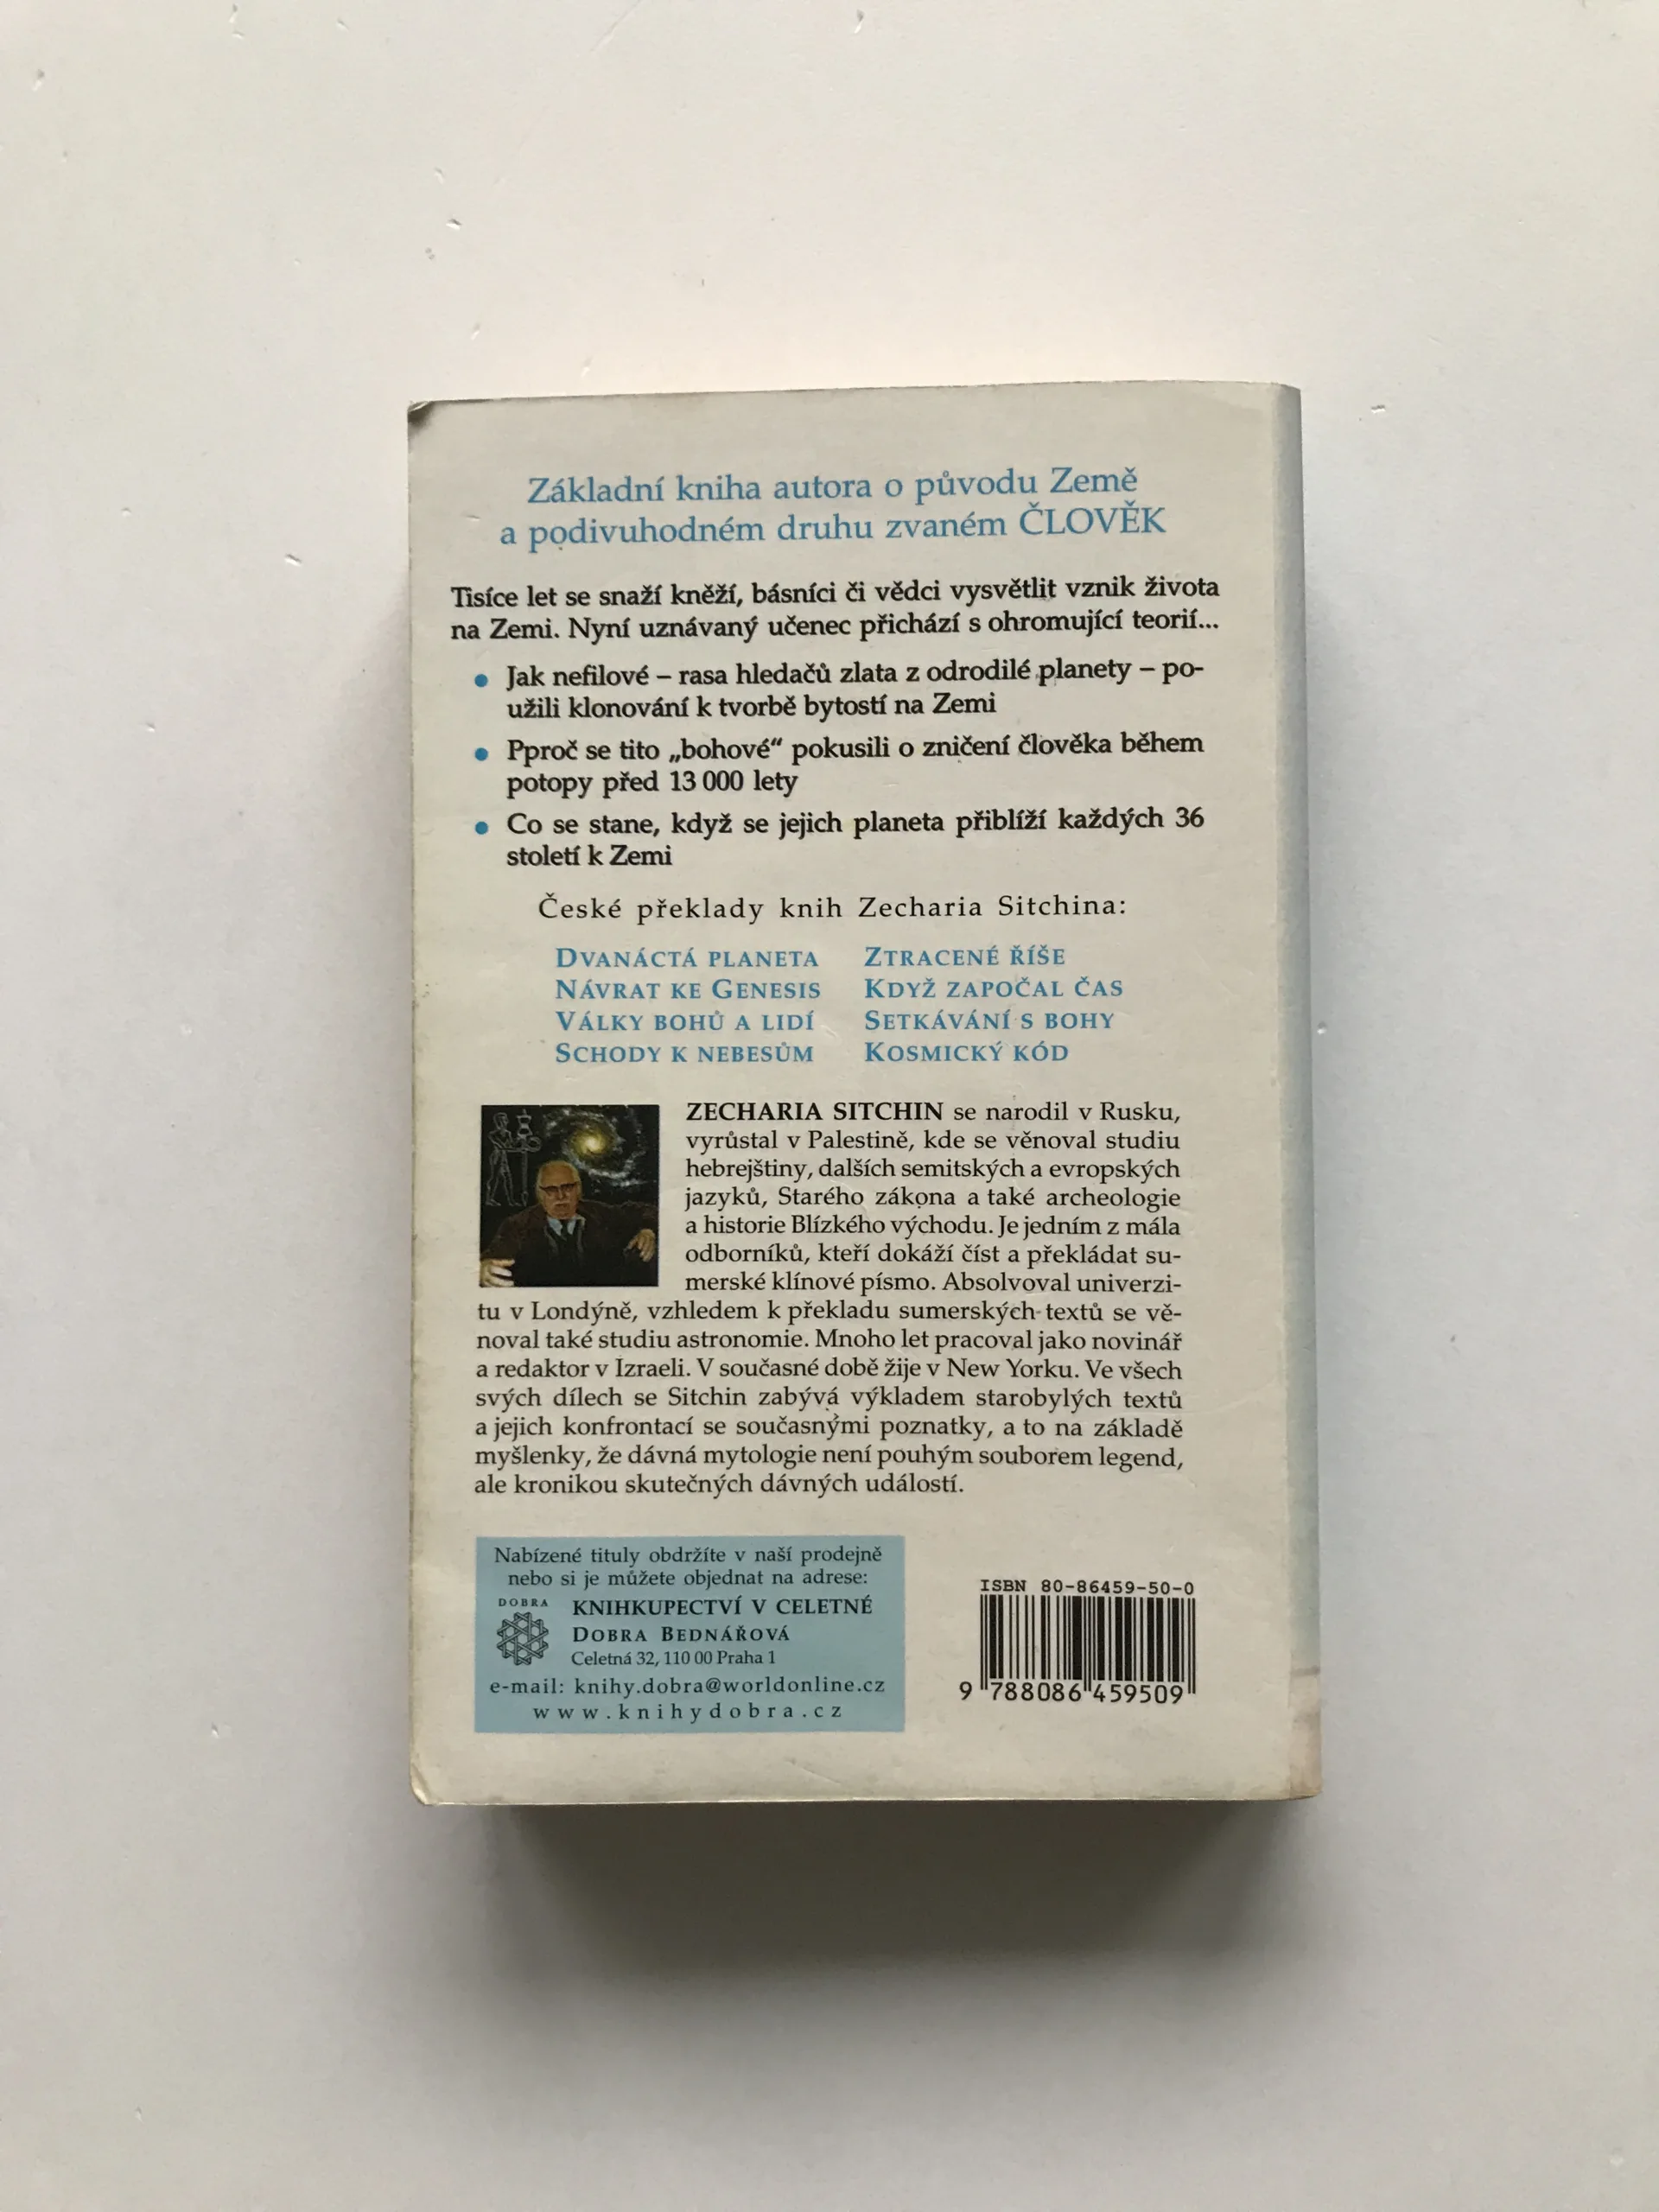 Základní kniha autora o původu Země
a podivuhodném druhu zvaném ČLOVĚK
Tisíce let se snaží kněží, básníci či vědci vysvětlit vznik života
na Zemi. Nyní uznávaný učenec přichází s ohromující teorií...
• Jak nefilové – rasa hledačů zlata z odrodilé planety – po-
užili klonování k tvorbě bytostí na Zemi
• Pproč se tito „bohové“ pokusili o zničení člověka během
potopy před 13 000 lety
• Co se stane, když se jejich planeta přiblíží každých 36
století k Zemi
České překlady knih Zecharia Sitchina:
DVANÁCTÁ PLANETA
NÁVRAT KE GENESIS
VÁLKY BOHŮ A LIDÍ
SCHODY K NEBESŮM
ZTRACENÉ ŘÍŠE
KDYŽ ZAPOČAL ČAS
SETKÁVÁNÍ S BOHY
KOSMICKÝ KÓD
ZECHARIA SITCHIN se narodil v Rusku,
vyrůstal v Palestině, kde se věnoval studiu
hebrejštiny, dalších semitských a evropských
jazyků, Starého zákona a také archeologie
a historie Blízkého východu. Je jedním z mála
odborníků, kteří dokáží číst a překládat su-
merské klínové písmo. Absolvoval univerzi-
tu v Londýně, vzhledem k překladu sumerských textů se vě-
noval také studiu astronomie. Mnoho let pracoval jako novinář
a redaktor v Izraeli. V současné době žije v New Yorku. Ve všech
svých dílech se Sitchin zabývá výkladem starobylých textů
a jejich konfrontací se současnými poznatky, a to na základě
myšlenky, že dávná mytologie není pouhým souborem legend,
ale kronikou skutečných dávných událostí.
Nabízené tituly obdržíte v naší prodejně
nebo si je můžete objednat na adrese:
DOBRA
KNIHKUPECTVÍ V CELETNÉ
DOBRA BEDNÁŘOVÁ
Celetná 32, 110 00 Praha 1
e-mail: knihy.dobra@worldonline.cz
www.knihydobra.cz
ISBN 80-86459-50-0
9 788086 459509